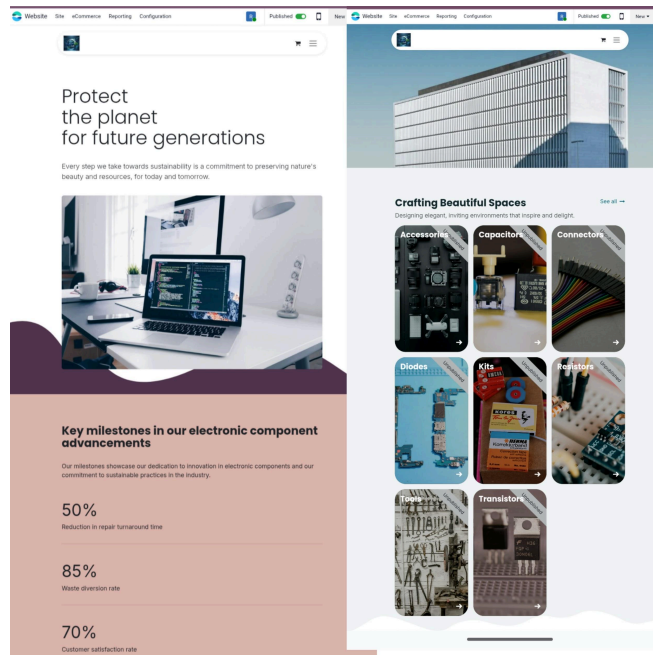 Website Site eCommerce Reporting Configuration Published New
Protect
the planet
for future generations
Every step we take towards sustainability is a commitment to preserving nature's
beauty and resources, for today and tomorrow.
Key milestones in our electronic component
advancements
Our milestones showcase our dedication to innovation in electronic components and our
commitment to sustainable practices in the industry.
50%
Reduction in repair turnaround time
85%
Waste diversion rate
70%
Customer satisfaction rate
Website Site eCommerce Reporting Configuration Published New
Crafting Beautiful Spaces See all →
Designing elegant, inviting environments that inspire and delight.
Accessories Unpublished
Capacitors Unpublished
Connectors Unpublished
Diodes Unpublished
Kits Unpublished
KORES
Resistors Unpublished
Tools Unpublished
Transistors Unpublished